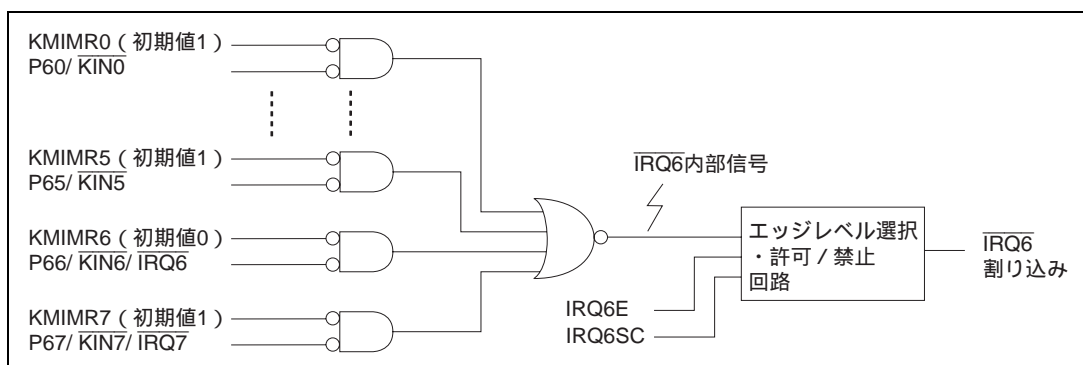 KMIMR0(初期値1)
P60/ KIN0
KMIMR5(初期値1)
P65/ KIN5
KMIMR6(初期値0)
P66/ KIN6/ IRQ6
KMIMR7(初期値1)
P67/ KIN7/ IRQ7
IRQ6内部信号
エッジレベル選択
・許可/禁止
回路
IRQ6E
IRQ6SC
IRQ6
割り込み